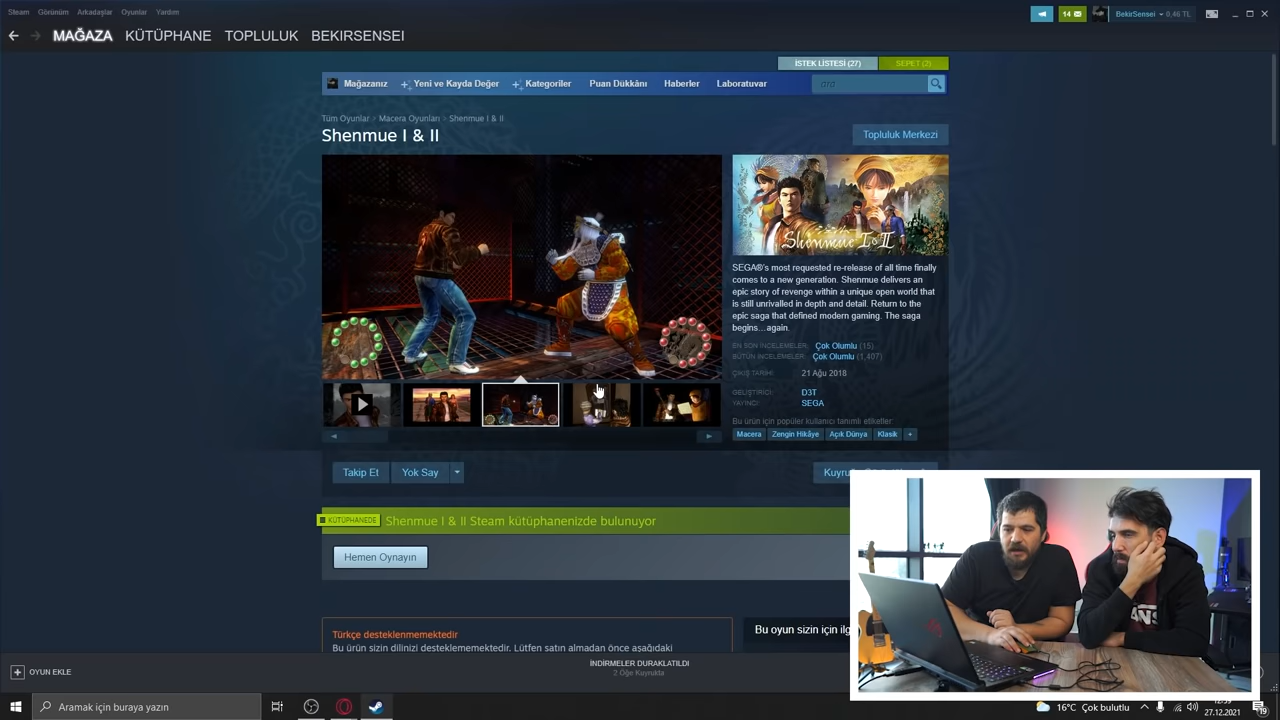 Steam Görünüm Arkadaşlar Oyunlar Yardım
14
BekirSensei 0,46 TL
MAĞAZA KÜTÜPHANE TOPLULUK BEKIRSENSEI
İSTEK LİSTESİ (27) SEPET (2)
Mağazanız Yeni ve Kayda Değer Kategoriler Puan Dükkânı Haberler Laboratuvar ara
Tüm Oyunlar > Macera Oyunları > Shenmue I & II
Shenmue I & II
Topluluk Merkezi
Shenmue I & II
SEGA®'s most requested re-release of all time finally
comes to a new generation. Shenmue delivers an
epic story of revenge within a unique open world that
is still unrivalled in depth and detail. Return to the
epic saga that defined modern gaming. The saga
begins…again.
EN SON İNCELEMELER: Çok Olumlu (15)
BÜTÜN İNCELEMELER: Çok Olumlu (1,407)
ÇIKIŞ TARİHİ: 21 Ağu 2018
GELİŞTİRİCİ: D3T
YAYINCI: SEGA
Bu ürün için popüler kullanıcı tanımlı etiketler:
Macera Zengin Hikâye Açık Dünya Klasik +
Takip Et Yok Say
KÜTÜPHANEDE Shenmue I & II Steam kütüphanenizde bulunuyor
Hemen Oynayın
Türkçe desteklenmemektedir
Bu ürün sizin dilinizi desteklememektedir. Lütfen satın almadan önce aşağıdaki
Bu oyun sizin için ilg
VANS
OYUN EKLE
İNDİRMELER DURAKLATILDI
2 Öğe Kuyrukta
Aramak için buraya yazın
16°C Çok bulutlu
27.12.2021
19